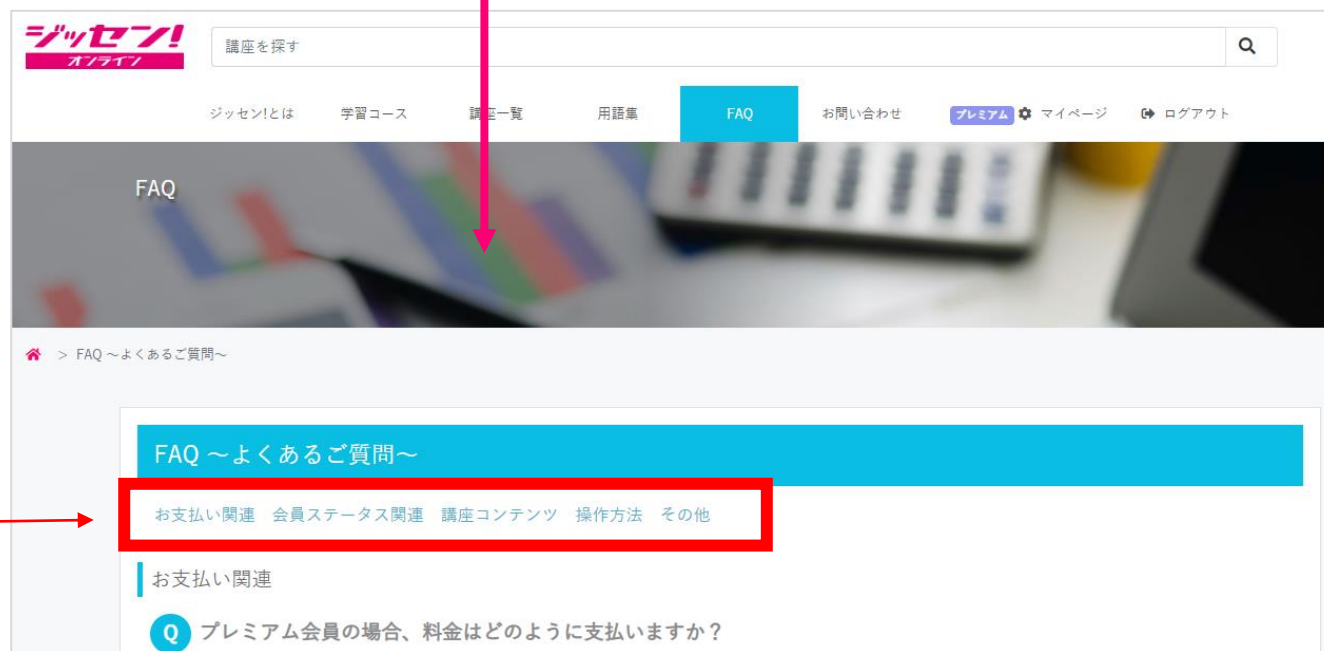 ジッセン!
オンライン
講座を探す
ジッセン!とは 学習コース 講座一覧 用語集 FAQ お問い合わせ プレミアム マイページ ログアウト
FAQ
> FAQ ～よくあるご質問～
FAQ ～よくあるご質問～
お支払い関連 会員ステータス関連 講座コンテンツ 操作方法 その他
お支払い関連
Q プレミアム会員の場合、料金はどのように支払いますか？